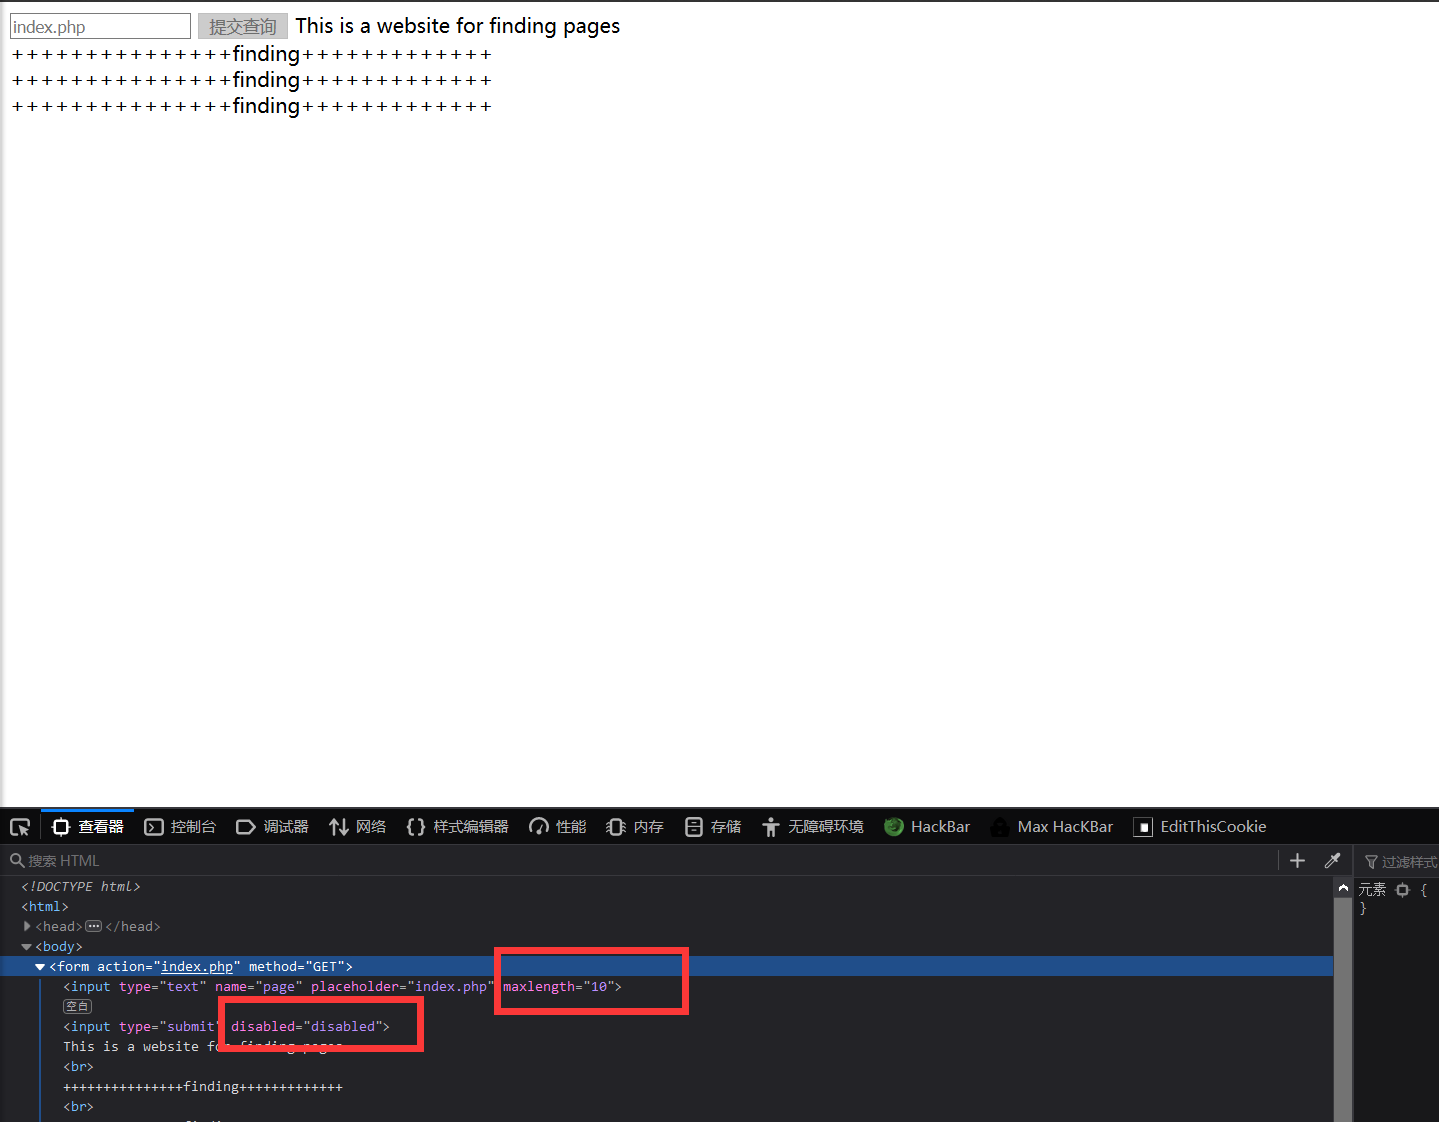 index.php 提交查询 This is a website for finding pages
+++++++++++++++finding+++++++++++++
+++++++++++++++finding+++++++++++++
+++++++++++++++finding+++++++++++++
查看器 控制台 调试器 网络 {} 样式编辑器 性能 内存 存储 无障碍环境 HackBar Max HacKBar EditThisCookie
搜索 HTML
过滤样式
<!DOCTYPE html>
<html>
<head>…</head>
<body>
<form action="index.php" method="GET">
<input type="text" name="page" placeholder="index.php" maxlength="10">
空白
<input type="submit" disabled="disabled">
This is a website for finding pages
<br>
+++++++++++++++finding+++++++++++++
<br>
元素 {
}